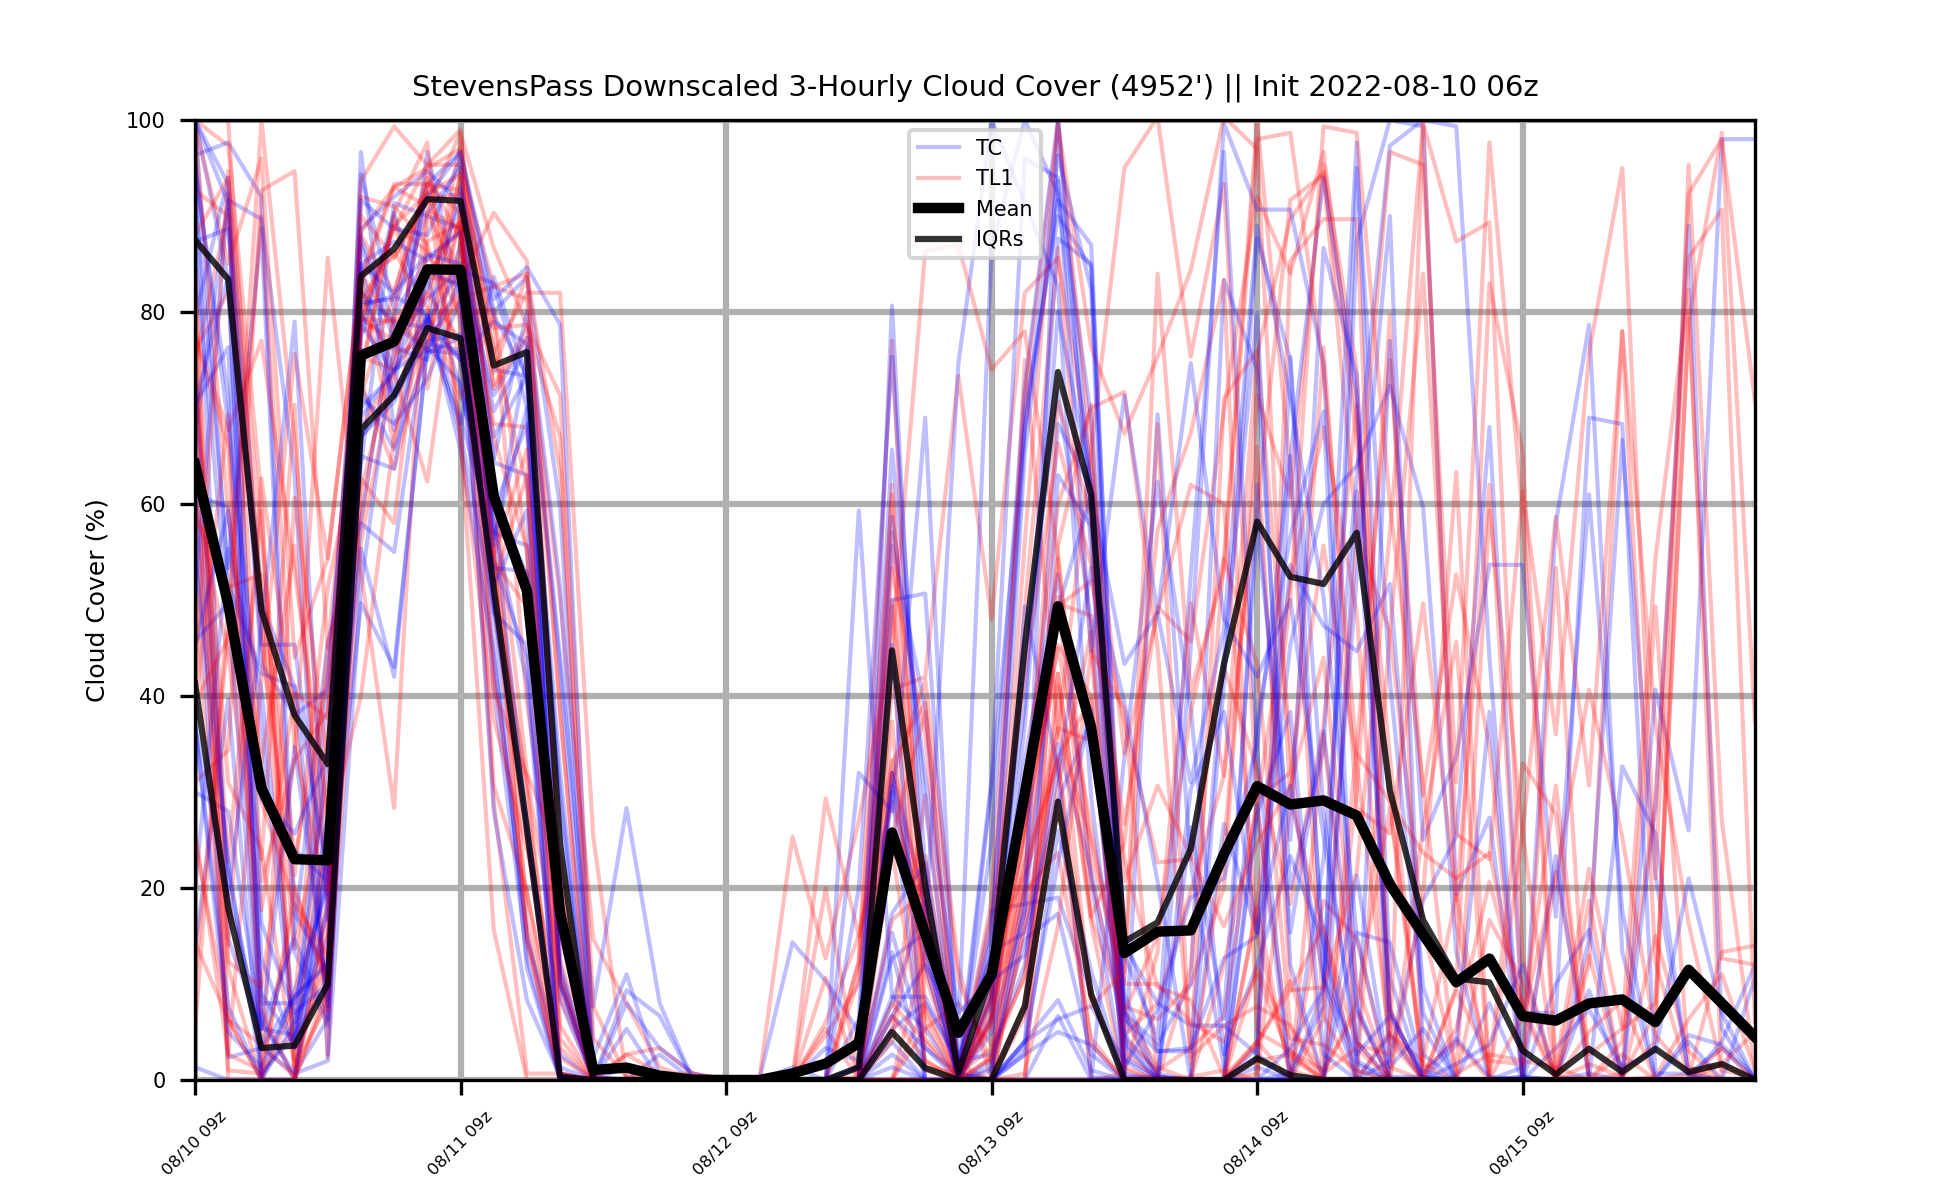 StevensPass Downscaled 3-Hourly Cloud Cover (4952') || Init 2022-08-10 06z
100
80
60
40
20
0
Cloud Cover (%)
TC
TL1
Mean
IQRs
08/10 09z
08/11 09z
08/12 09z
08/13 09z
08/14 09z
08/15 09z